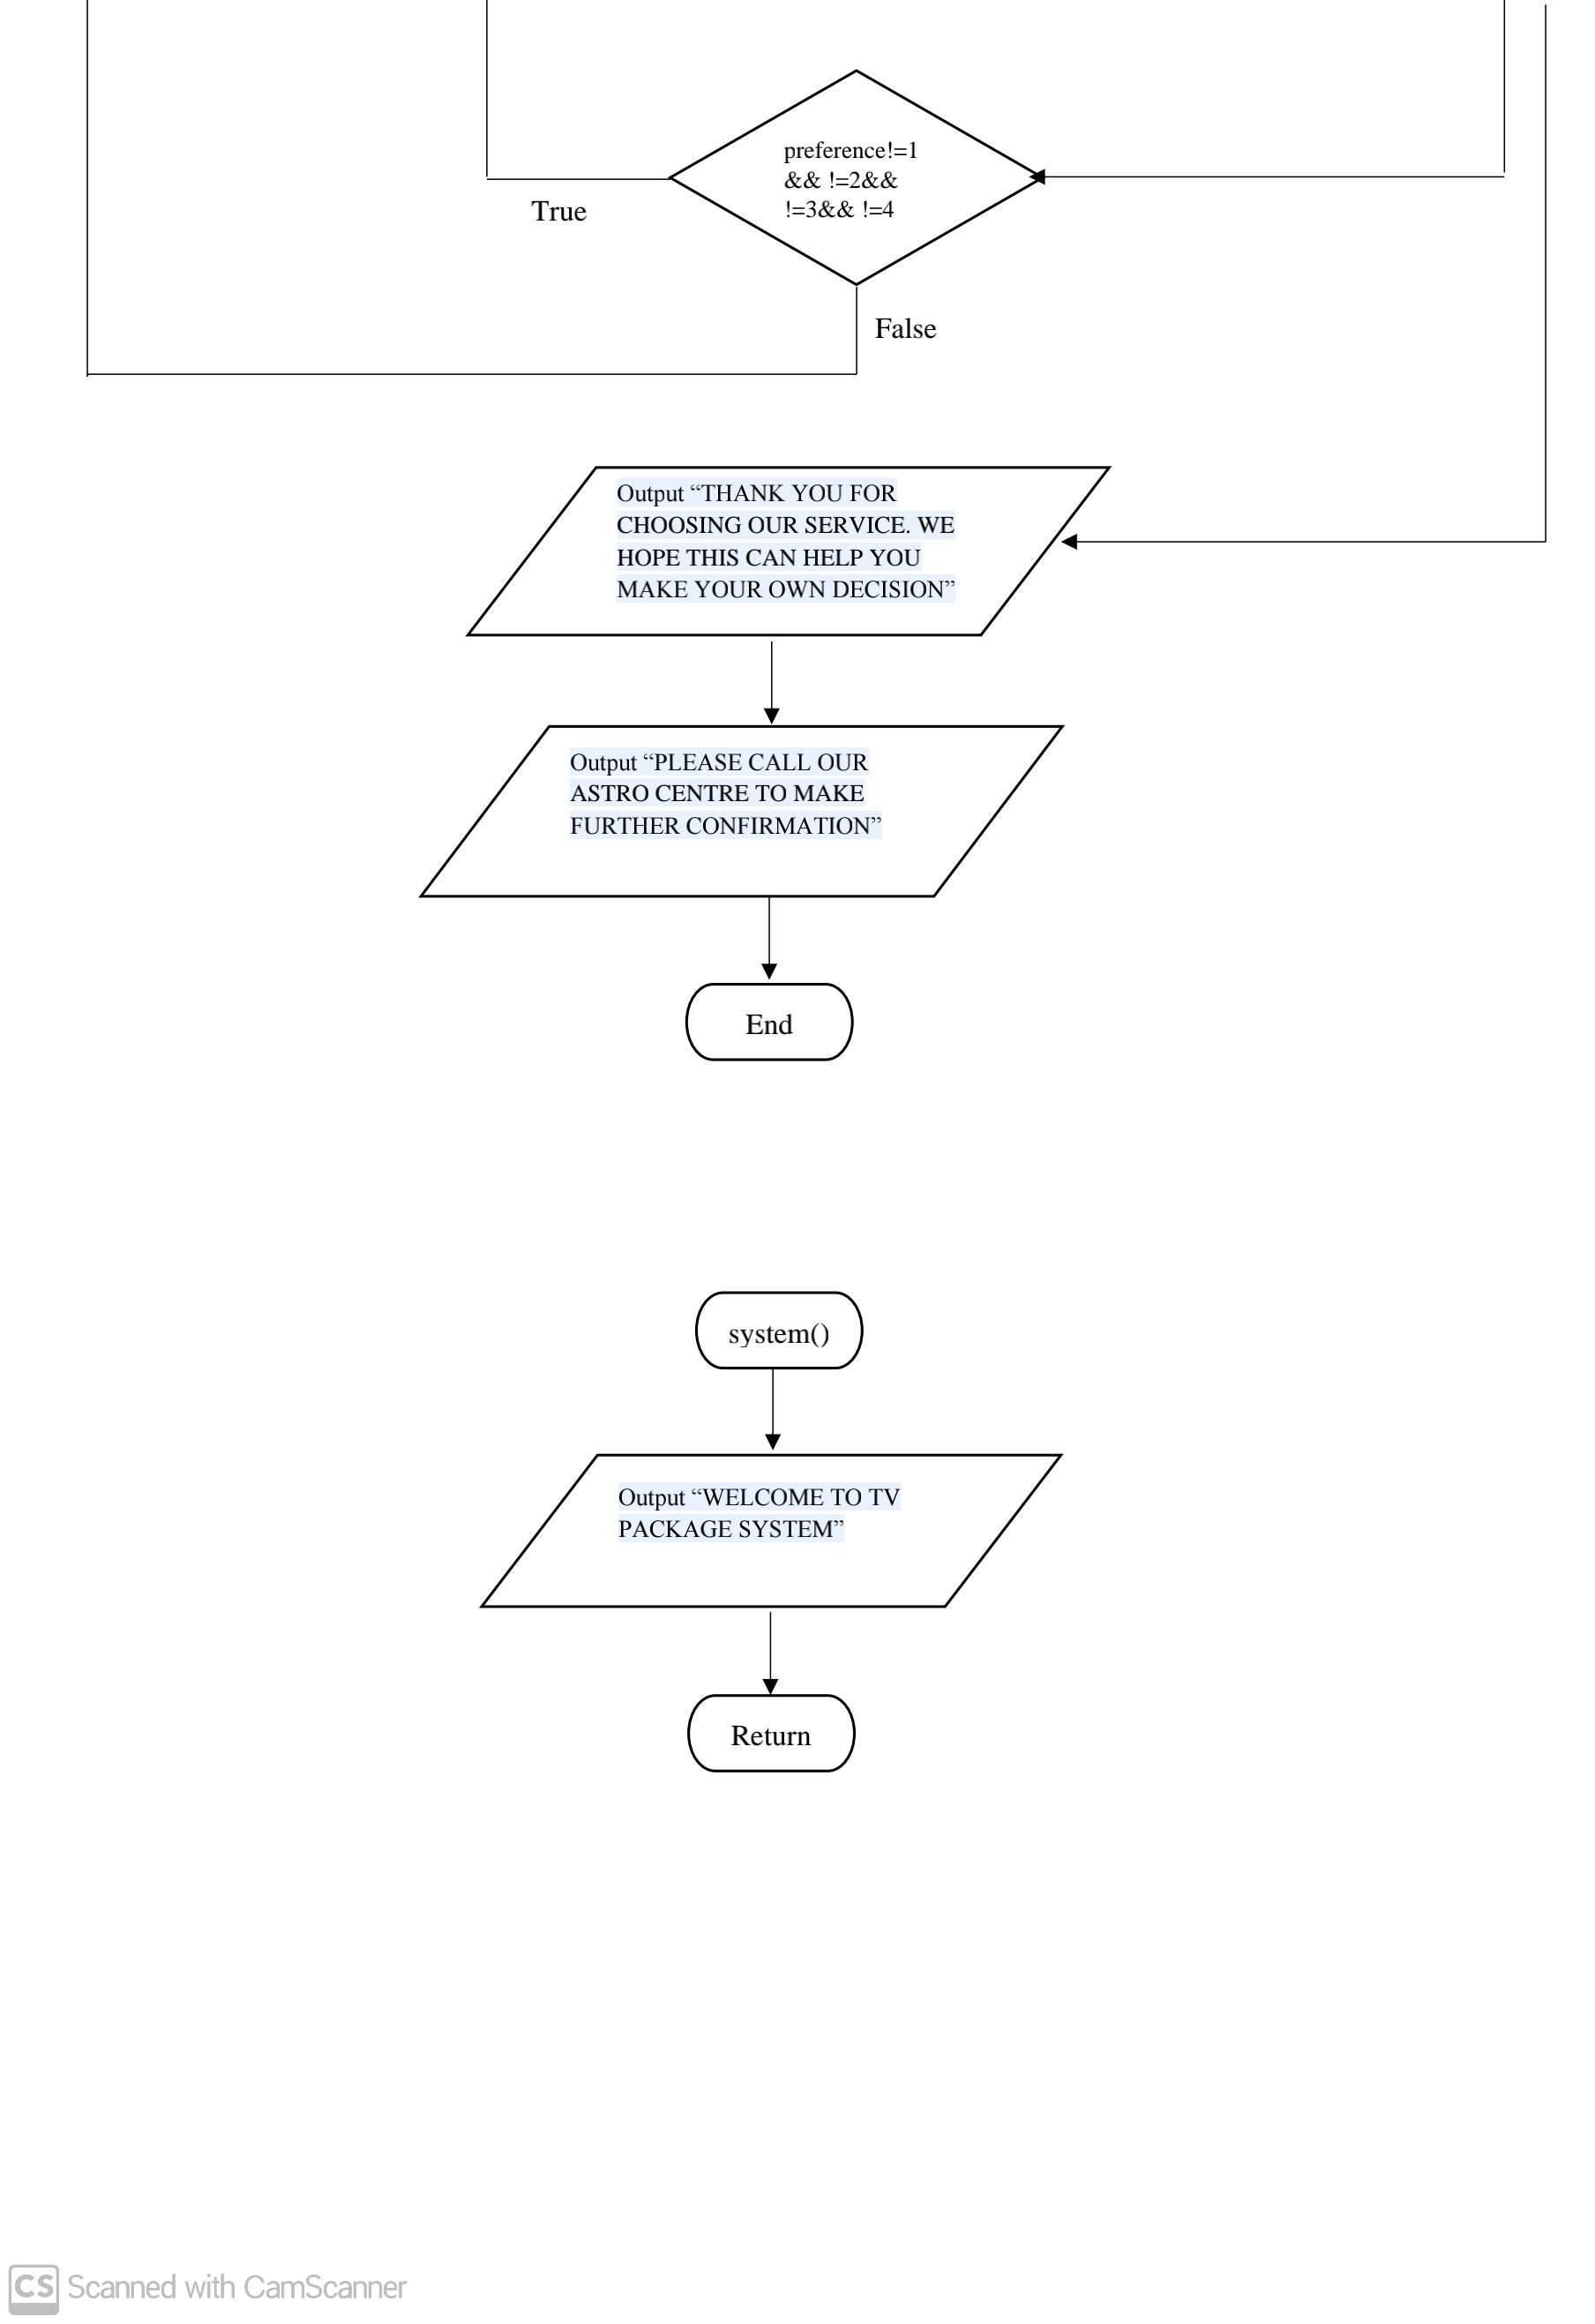 preference!=1
&& !=2&&
!=3&& !=4
True
False
Output “THANK YOU FOR
CHOOSING OUR SERVICE. WE
HOPE THIS CAN HELP YOU
MAKE YOUR OWN DECISION”
Output “PLEASE CALL OUR
ASTRO CENTRE TO MAKE
FURTHER CONFIRMATION”
End
system()
Output “WELCOME TO TV
PACKAGE SYSTEM”
Return
CS Scanned with CamScanner